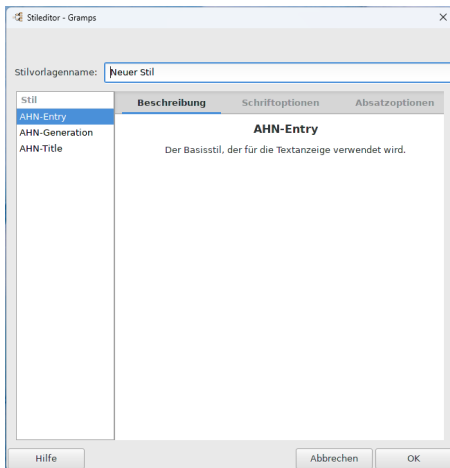 Stileditor - Gramps
Stilvorlagenname: Neuer Stil
Stil
AHN-Entry
AHN-Generation
AHN-Title
Beschreibung Schriftoptionen Absatzoptionen
AHN-Entry
Der Basisstil, der für die Textanzeige verwendet wird.
Hilfe Abbrechen OK